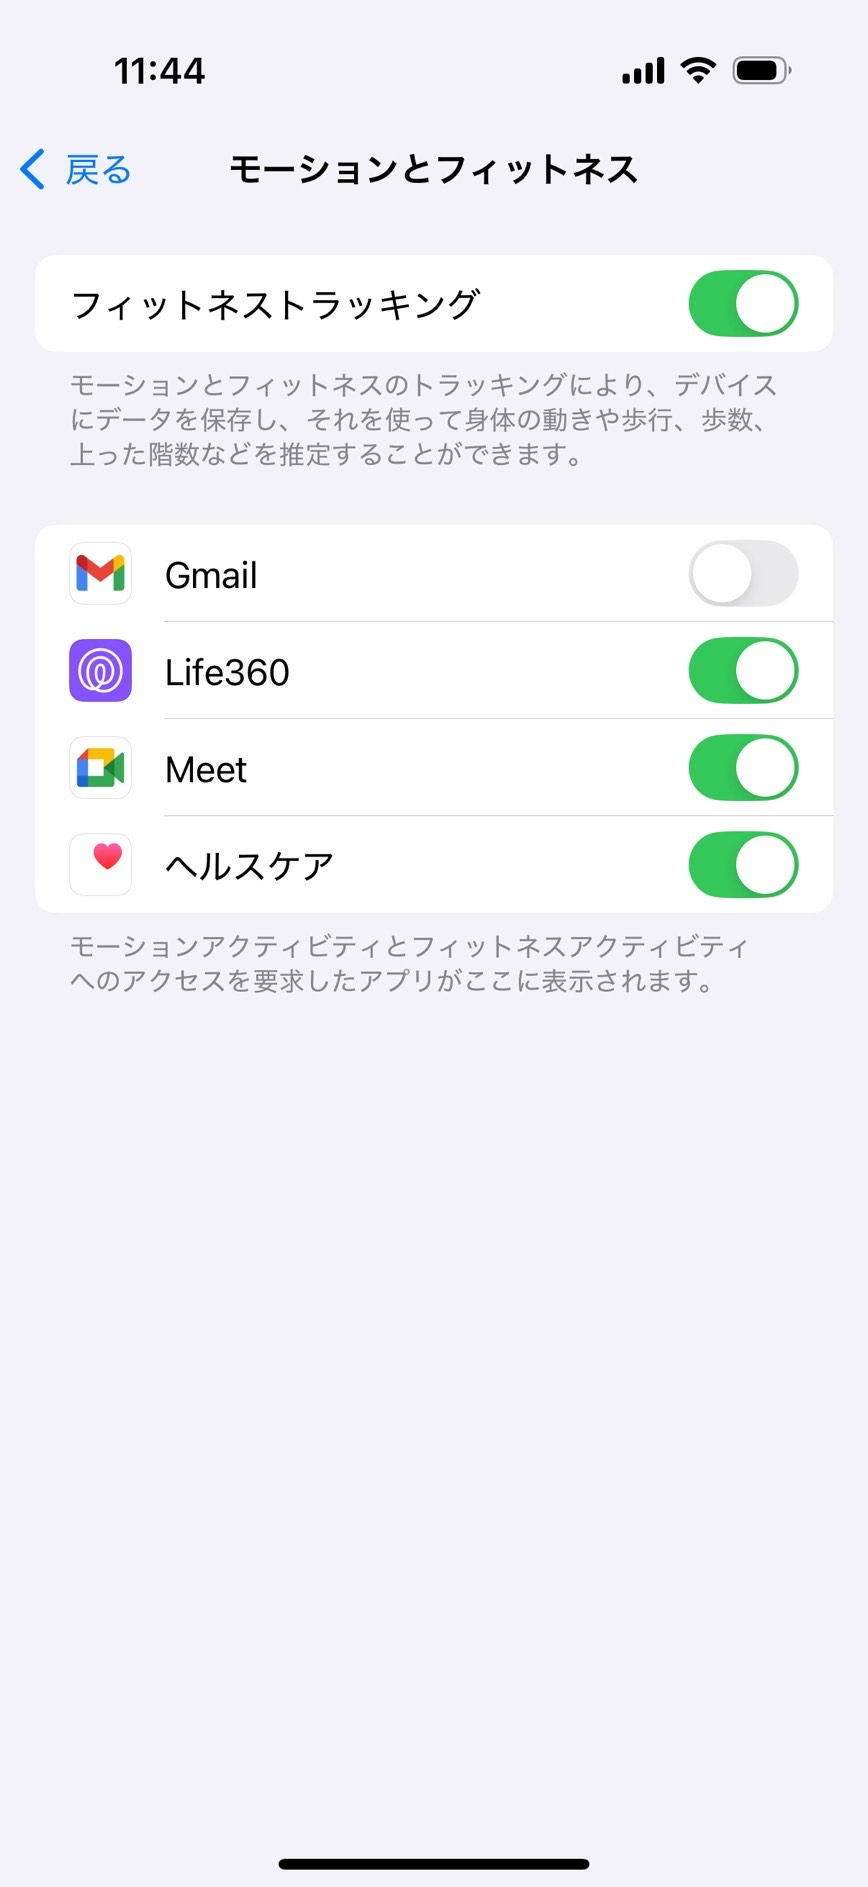 11:44
戻る
モーションとフィットネス
フィットネストラッキング
モーションとフィットネスのトラッキングにより、デバイス
にデータを保存し、それを使って身体の動きや歩行、歩数、
上った階数などを推定することができます。
Gmail
Life360
Meet
ヘルスケア
モーションアクティビティとフィットネスアクティビティ
へのアクセスを要求したアプリがここに表示されます。